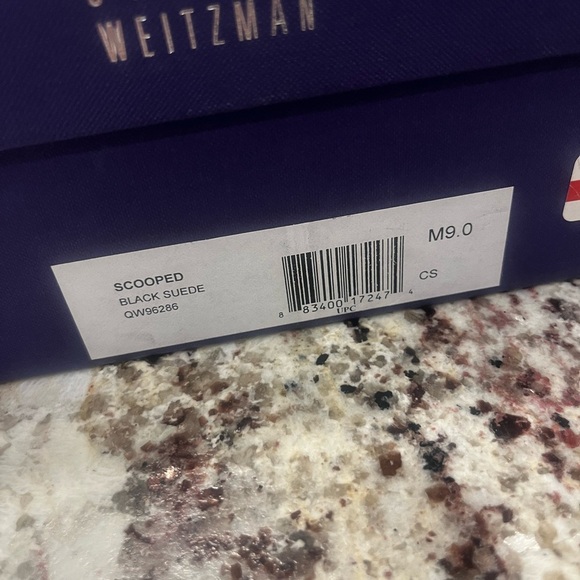 WEITZMAN
SCOOPED
BLACK SUEDE
QW96286
8 83400 17247 4
UPC
M9.0
CS